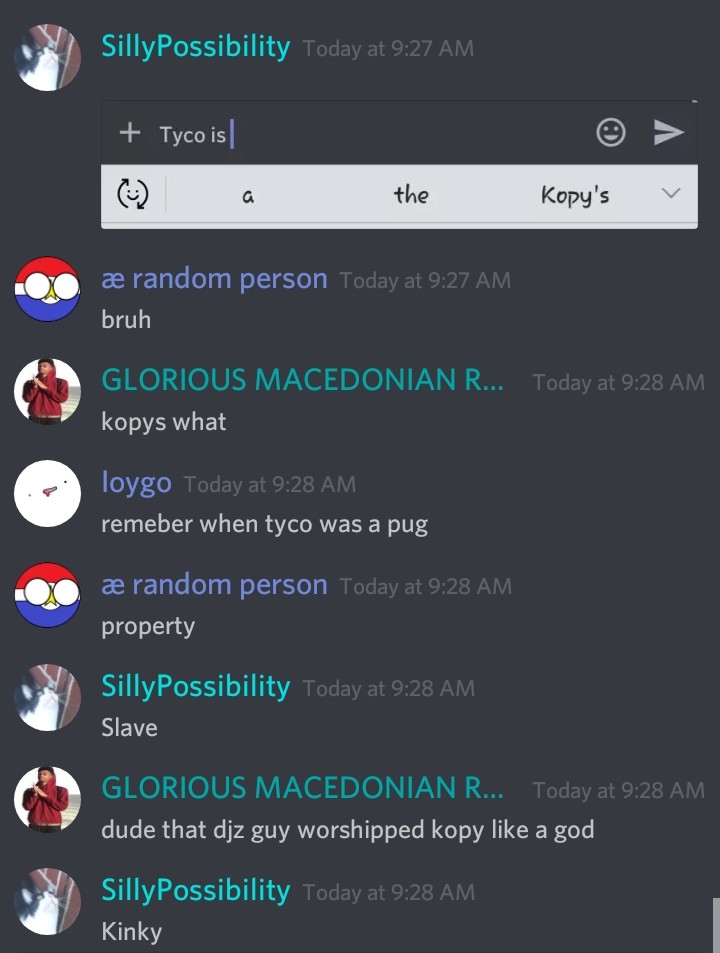 SillyPossibility Today at 9:27 AM
Tyco is
a the Kopy's
æ random person Today at 9:27 AM
bruh
GLORIOUS MACEDONIAN R... Today at 9:28 AM
kopys what
loygo Today at 9:28 AM
remeber when tyco was a pug
æ random person Today at 9:28 AM
property
SillyPossibility Today at 9:28 AM
Slave
GLORIOUS MACEDONIAN R... Today at 9:28 AM
dude that djz guy worshipped kopy like a god
SillyPossibility Today at 9:28 AM
Kinky